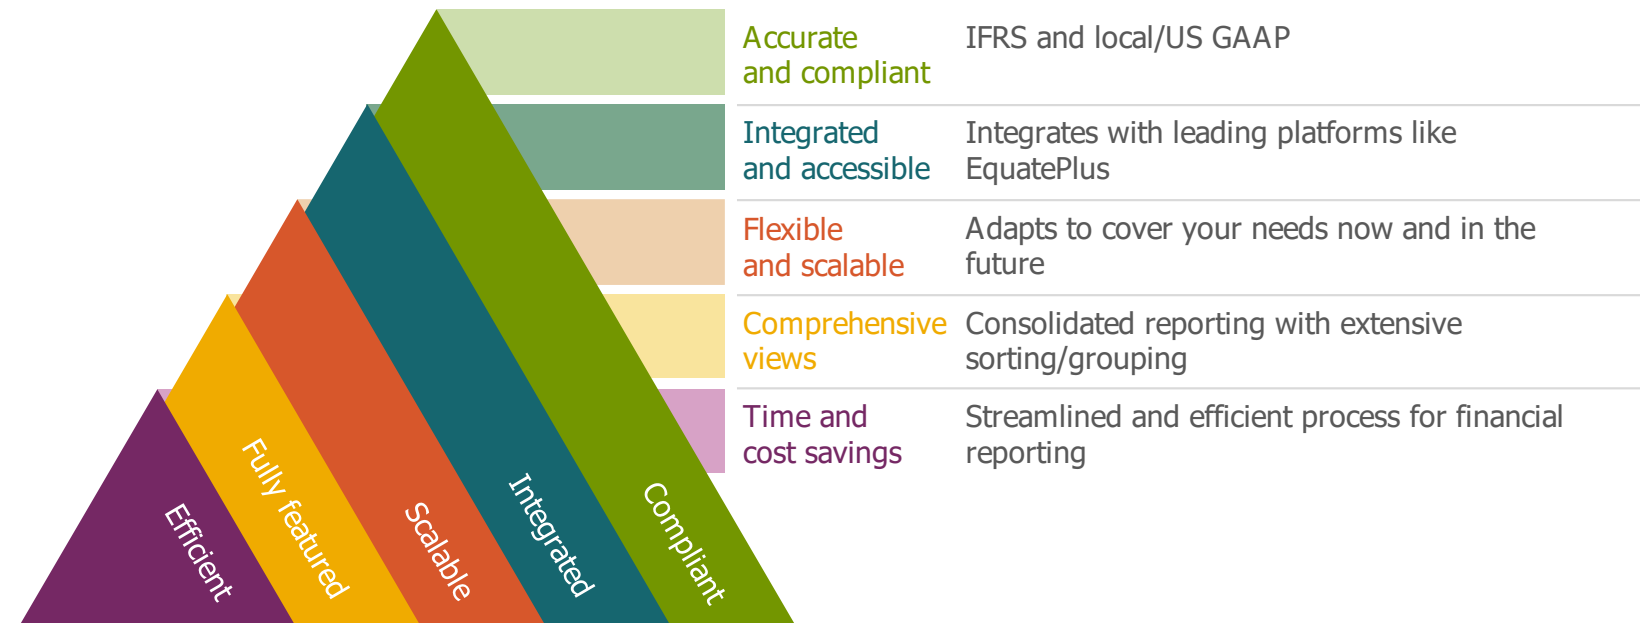 Accurate
and compliant
IFRS and local/US GAAP
Integrated
and accessible
Integrates with leading platforms like
EquatePlus
Flexible
and scalable
Adapts to cover your needs now and in the
future
Comprehensive
views
Consolidated reporting with extensive
sorting/grouping
Time and
cost savings
Streamlined and efficient process for financial
reporting
Efficient
Fully featured
Scalable
Integrated
Compliant